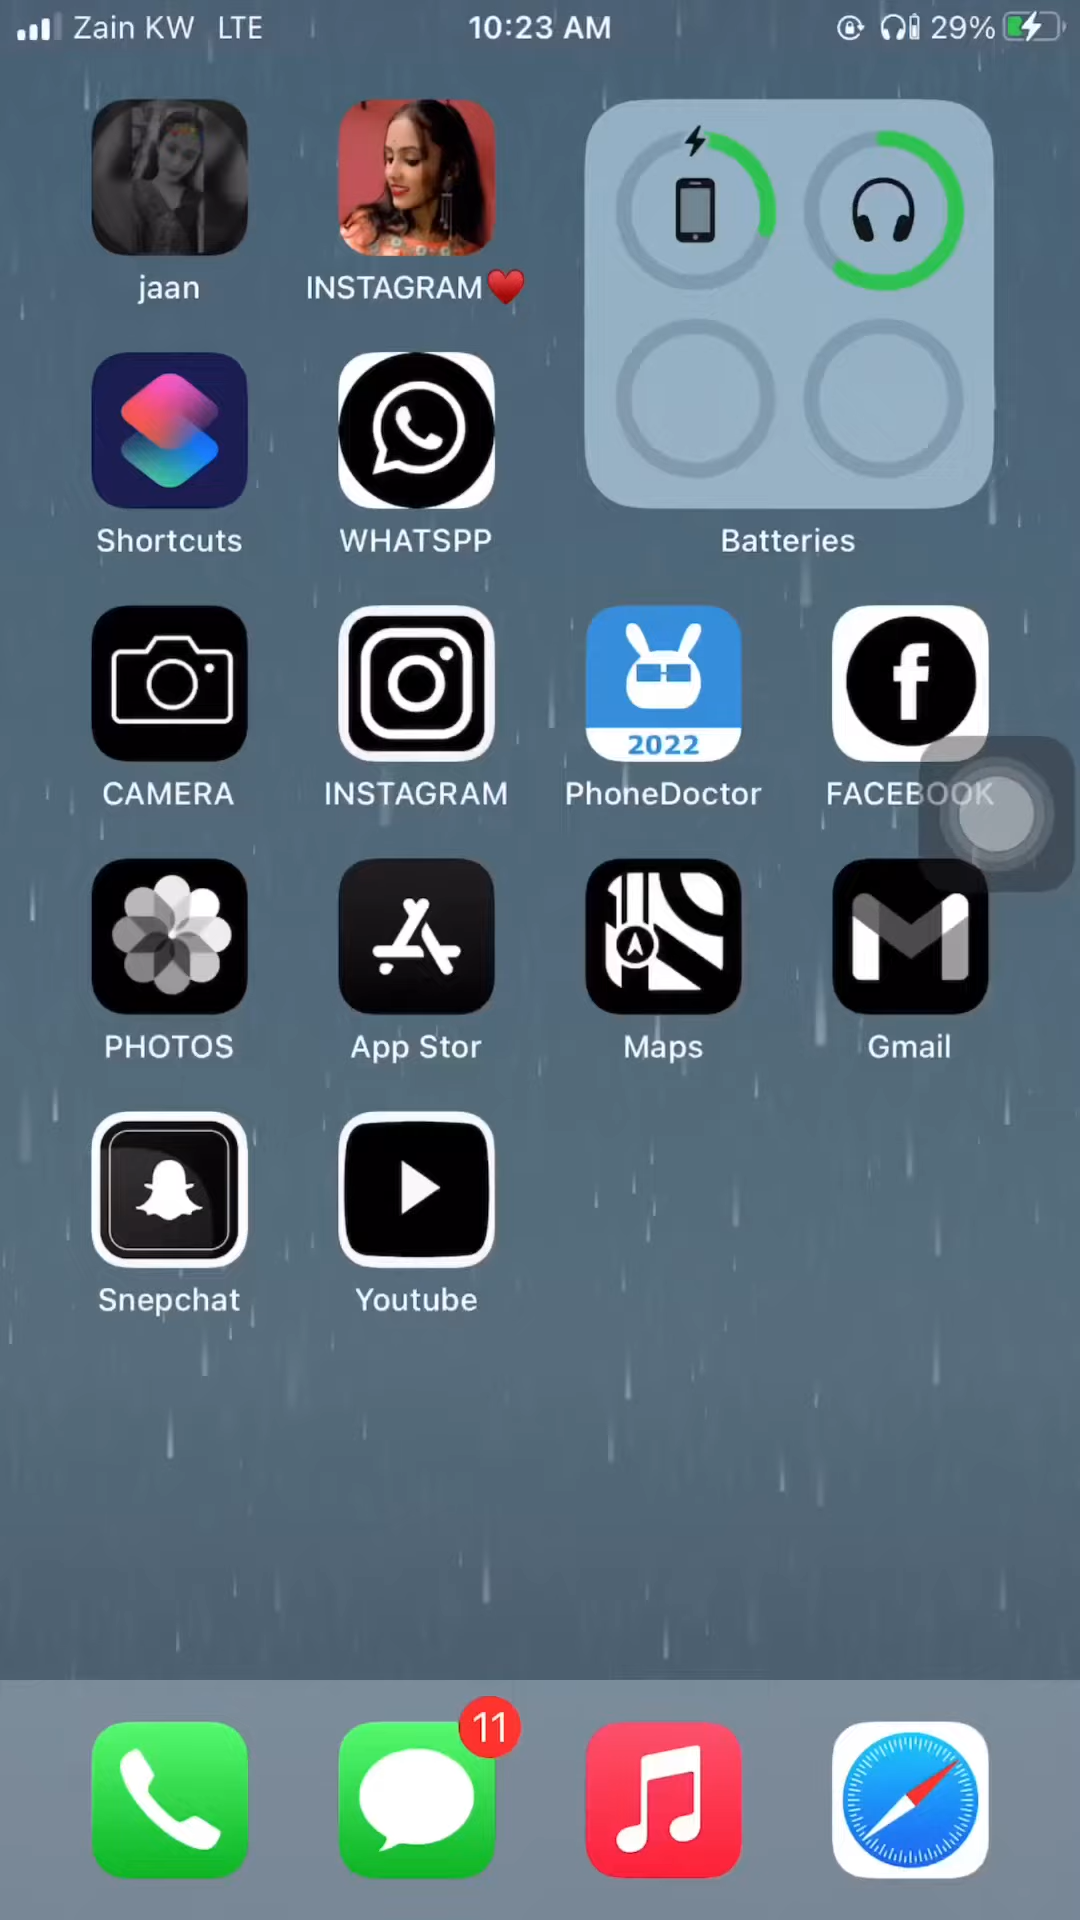 Zain KW LTE 10:23 AM 29%
jaan INSTAGRAM❤️
Shortcuts WHATSPP Batteries
2022
CAMERA INSTAGRAM PhoneDoctor FACEBOOK
PHOTOS App Stor Maps Gmail
Snepchat Youtube
11